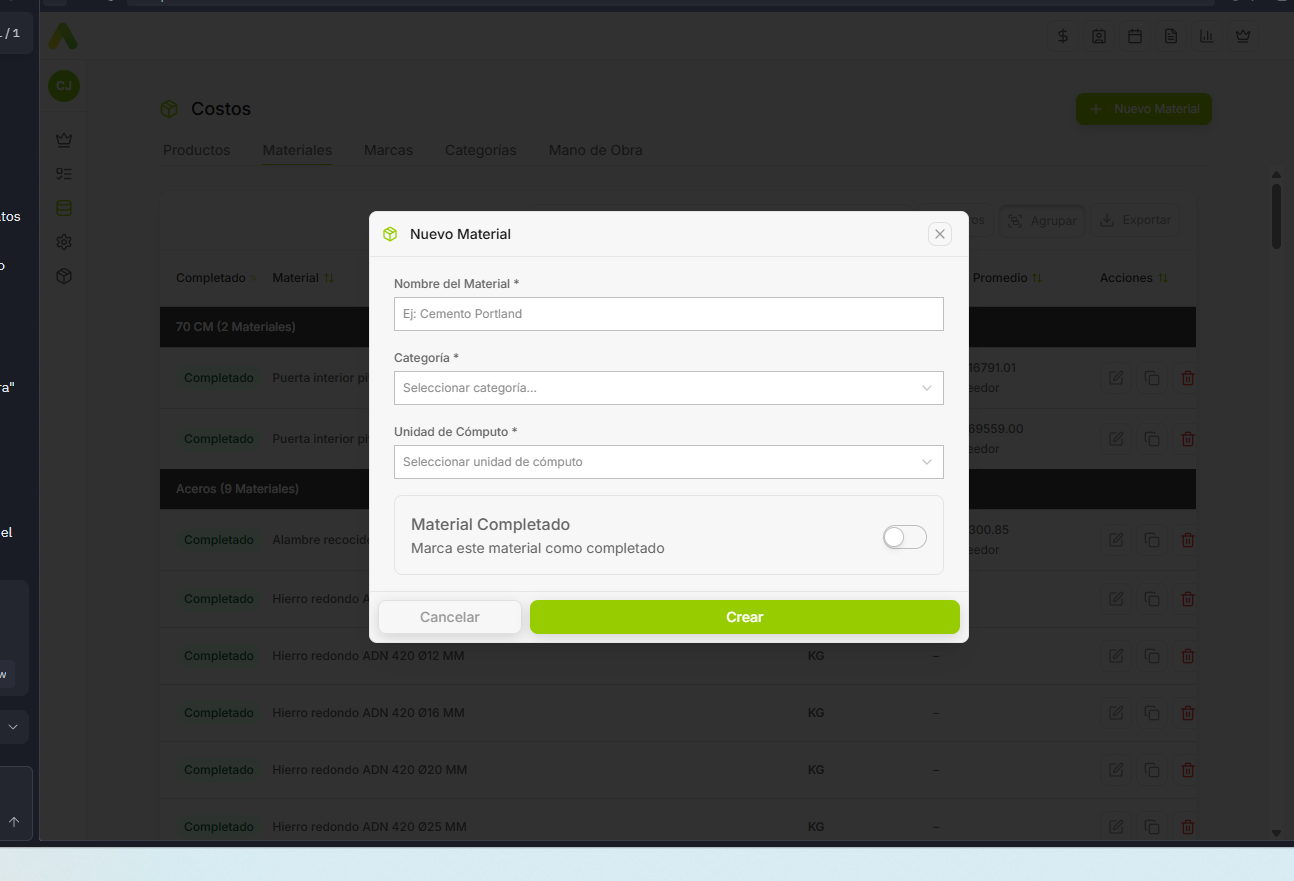 /1
CJ
Costos
Nuevo Material
Productos
Materiales
Marcas
Categorías
Mano de Obra
tos
os
Agrupar
Exportar
Nuevo Material
o
Completado
Material
Promedio
Acciones
Nombre del Material *
Ej: Cemento Portland
70 CM (2 Materiales)
Categoría *
16791.01
Completado
Puerta interior pl
eedor
ra"
Seleccionar categoría...
Unidad de Cómputo *
69559.00
Completado
Puerta interior pl
eedor
Seleccionar unidad de cómputo
Aceros (9 Materiales)
Material Completado
300.85
el
Completado
Alambre recocid
eedor
Marca este material como completado
Completado
Hierro redondo A
Cancelar
Crear
Completado
Hierro redondo ADN 420 Ø12 MM
KG
–
w
Completado
Hierro redondo ADN 420 Ø16 MM
KG
–
Completado
Hierro redondo ADN 420 Ø20 MM
KG
–
Completado
Hierro redondo ADN 420 Ø25 MM
KG
–